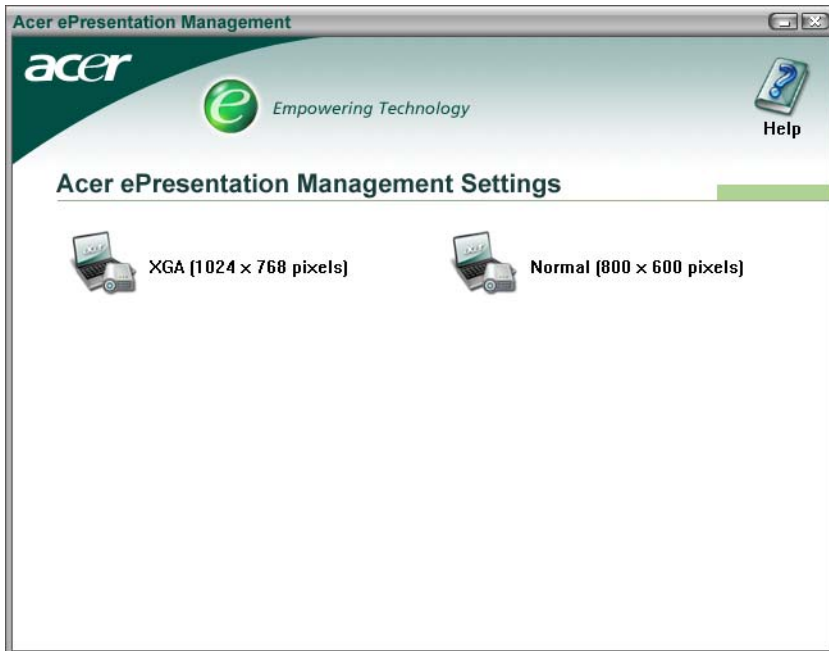 Acer ePresentation Management
acer
Empowering Technology
Help
Acer ePresentation Management Settings
XGA (1024 x 768 pixels)
Normal (800 x 600 pixels)